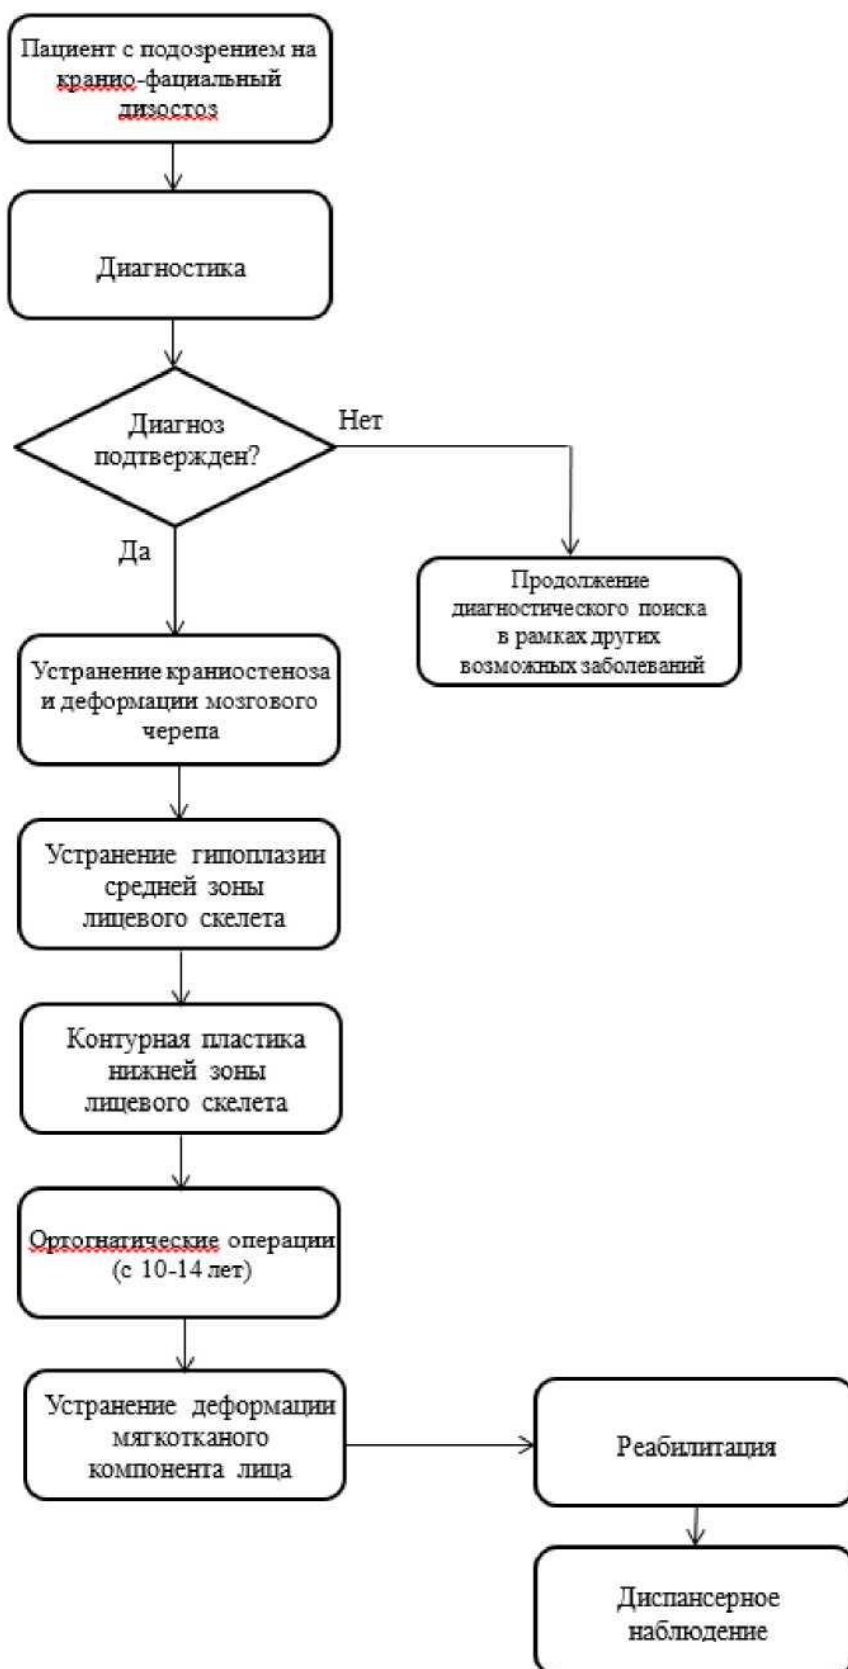 Пациент с подозрением на
кранио-фациальный
дизостоз
Диагностика
Диагноз
подтвержден?
Нет
Да
Продолжение
диагностического поиска
в рамках других
возможных заболеваний
Устранение краниостеноза
и деформации мозгового
черепа
Устранение гипоплазии
средней зоны
лицевого скелета
Контурная пластика
нижней зоны
лицевого скелета
Ортогнатические операции
(с 10-14 лет)
Устранение деформации
мягкотканого
компонента лица
Реабилитация
Диспансерное
наблюдение